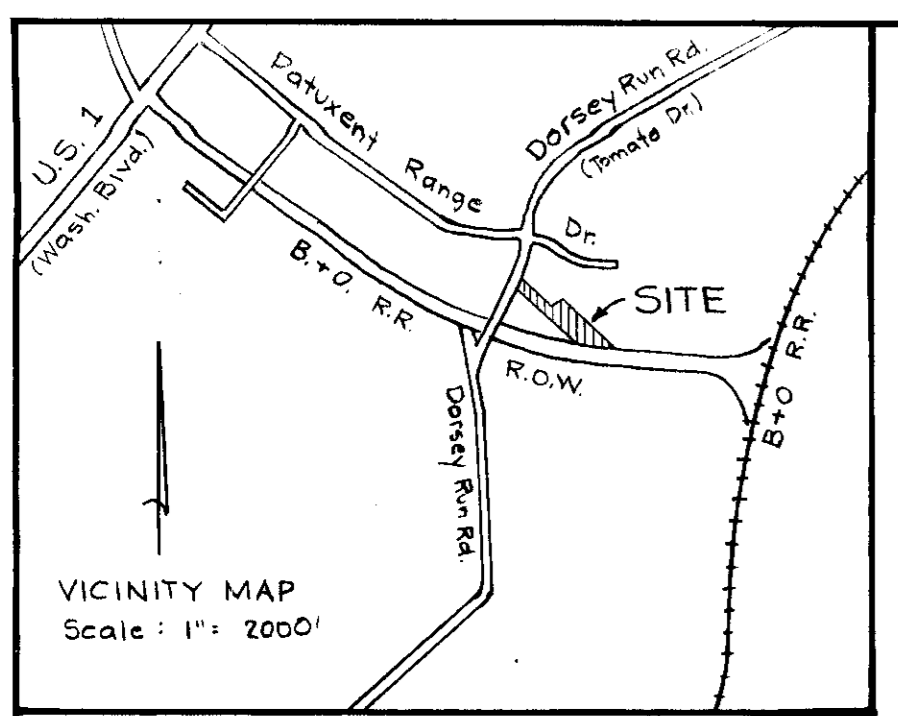 U.S. 1
(Wash. Blvd.)
Patuxent Range Dr.
Dorsey Run Rd.
(Tomato Dr.)
B.+O. R.R.
R.O.W.
SITE
B+O R.R.
Dorsey Run Rd.
VICINITY MAP
Scale : 1"= 2000'